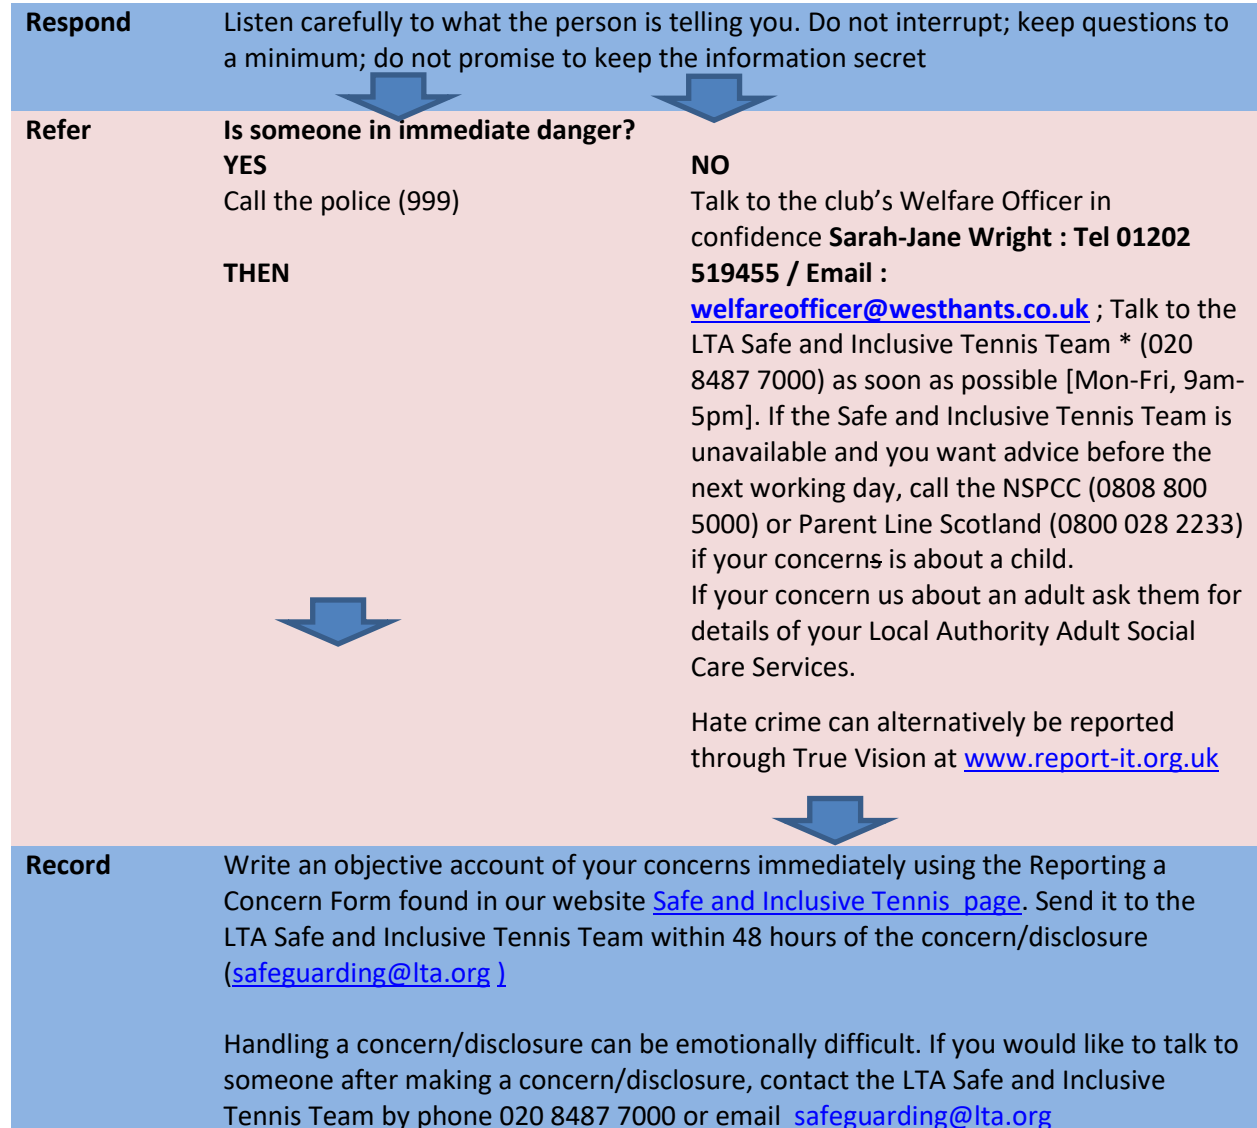 Respond
Listen carefully to what the person is telling you. Do not interrupt; keep questions to
a minimum; do not promise to keep the information secret
Refer
Is someone in immediate danger?
YES
Call the police (999)
THEN
NO
Talk to the club’s Welfare Officer in
confidence Sarah-Jane Wright : Tel 01202
519455 / Email :
welfareofficer@westhants.co.uk ; Talk to the
LTA Safe and Inclusive Tennis Team * (020
8487 7000) as soon as possible [Mon-Fri, 9am-
5pm]. If the Safe and Inclusive Tennis Team is
unavailable and you want advice before the
next working day, call the NSPCC (0808 800
5000) or Parent Line Scotland (0800 028 2233)
if your concerns is about a child.
If your concern us about an adult ask them for
details of your Local Authority Adult Social
Care Services.
Hate crime can alternatively be reported
through True Vision at www.report-it.org.uk
Record
Write an objective account of your concerns immediately using the Reporting a
Concern Form found in our website Safe and Inclusive Tennis  page. Send it to the
LTA Safe and Inclusive Tennis Team within 48 hours of the concern/disclosure
(safeguarding@lta.org )
Handling a concern/disclosure can be emotionally difficult. If you would like to talk to
someone after making a concern/disclosure, contact the LTA Safe and Inclusive
Tennis Team by phone 020 8487 7000 or email  safeguarding@lta.org